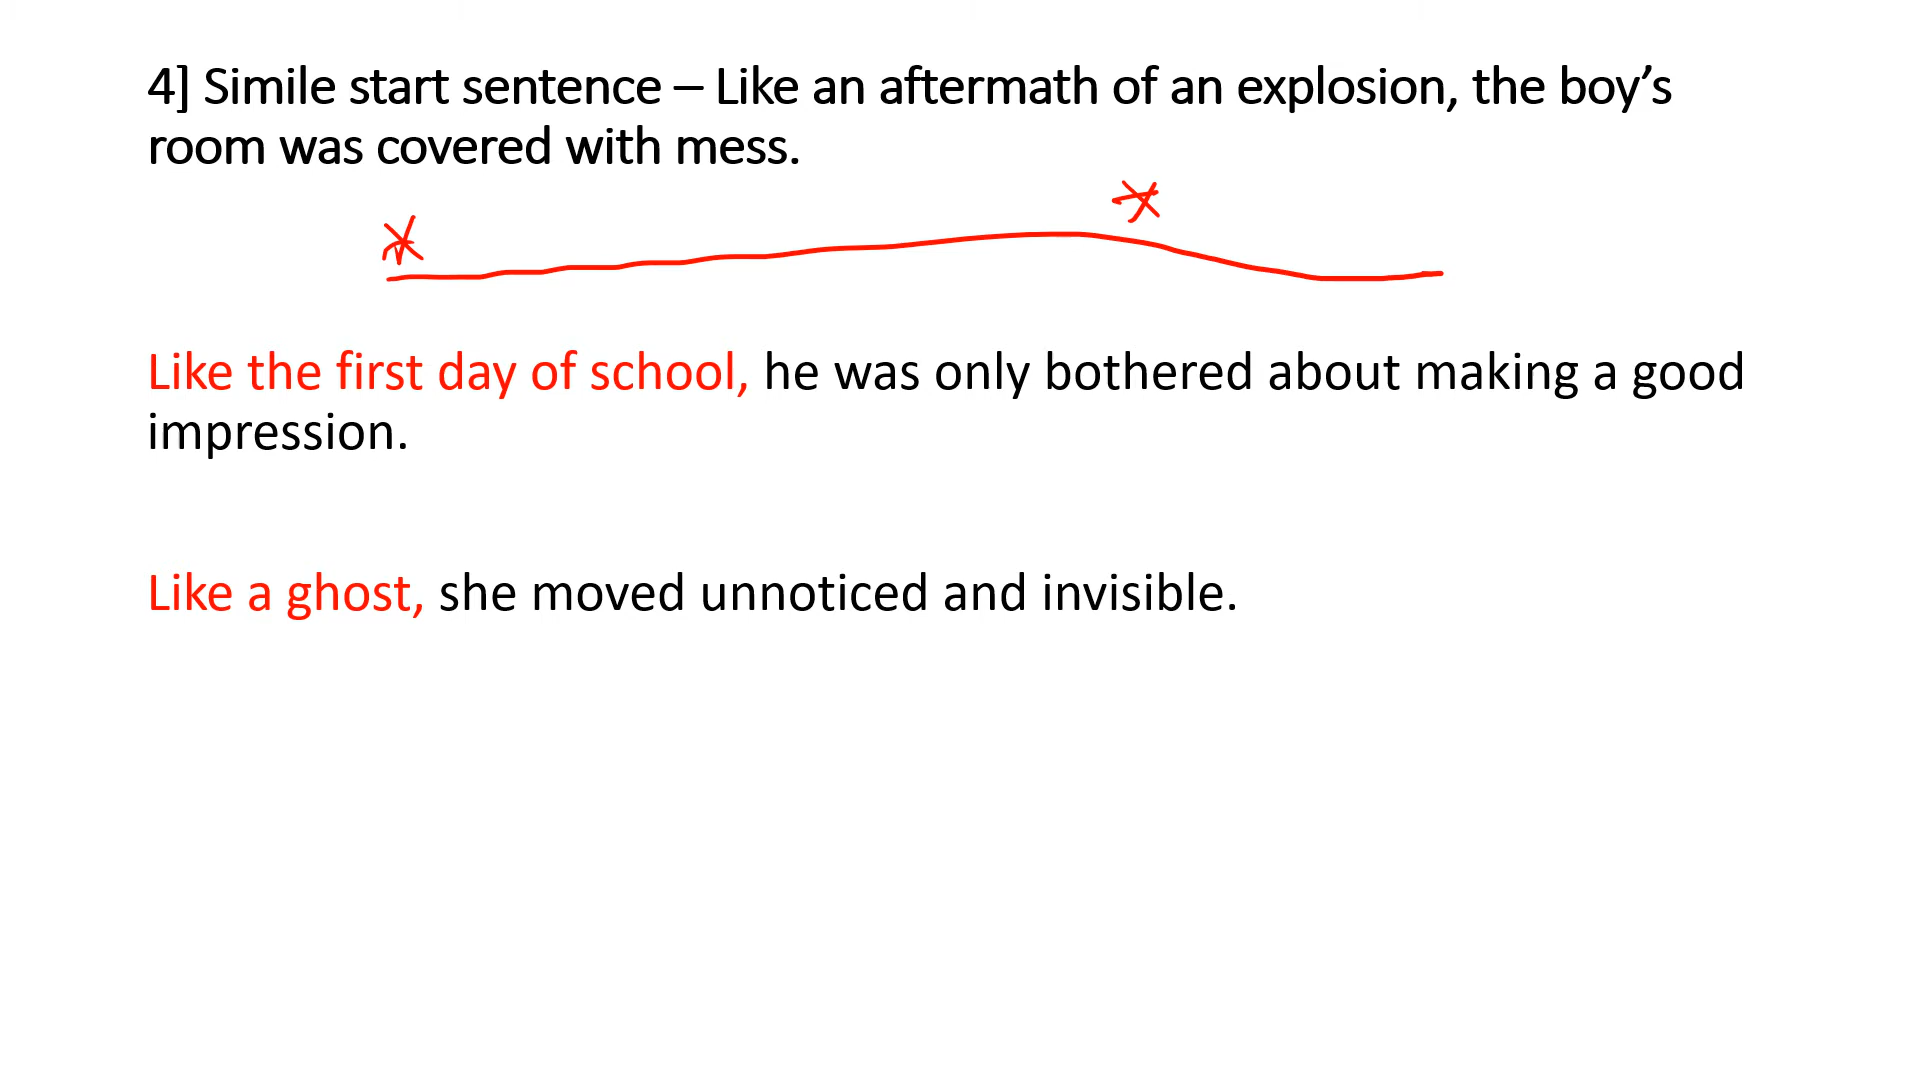 4] Simile start sentence – Like an aftermath of an explosion, the boy’s
room was covered with mess.
Like the first day of school, he was only bothered about making a good
impression.
Like a ghost, she moved unnoticed and invisible.